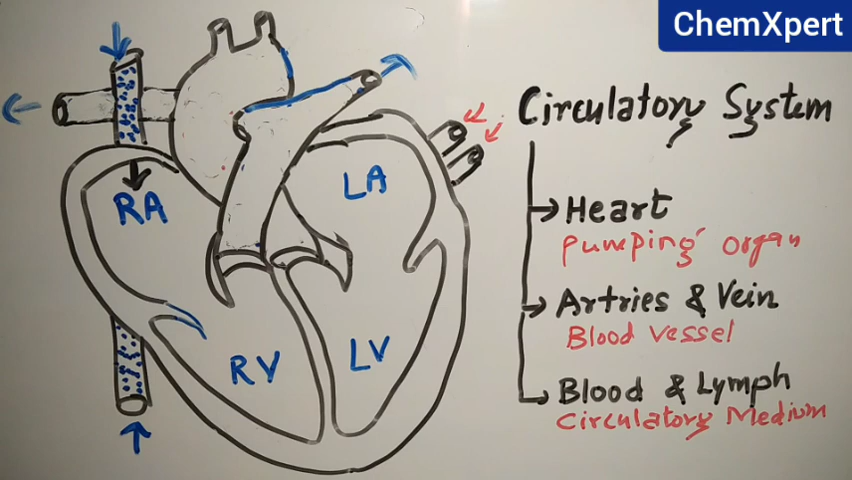 ChemXpert
Circulatory System
Heart
Pumping organ
Artries & Vein
Blood vessel
Blood & Lymph
Circulatory Medium
RA
LA
RV
LV